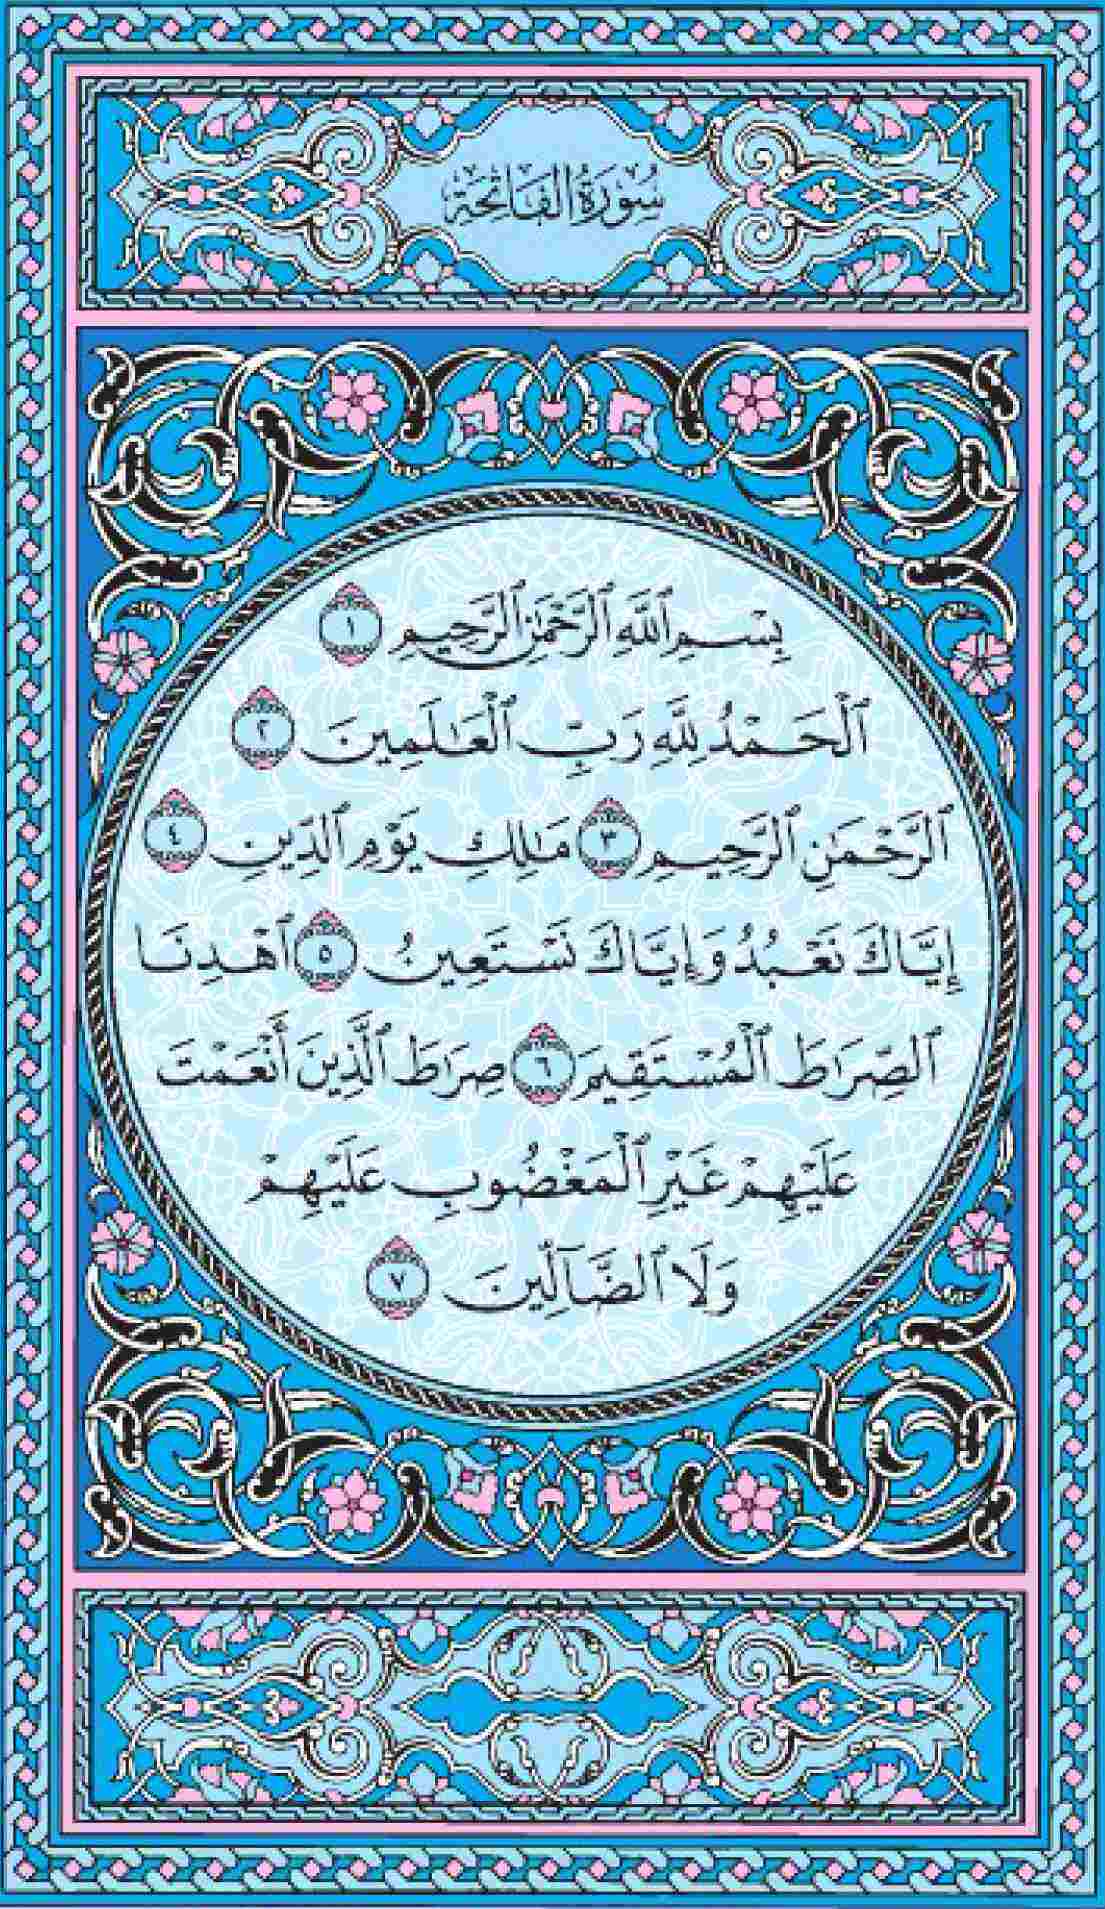 سُورَةُ الفَاتِحَةِ
بِسْمِ ٱللَّهِ ٱلرَّحْمَٰنِ ٱلرَّحِيمِ ١
ٱلْحَمْدُ لِلَّهِ رَبِّ ٱلْعَٰلَمِينَ ٢
ٱلرَّحْمَٰنِ ٱلرَّحِيمِ ٣ مَٰلِكِ يَوْمِ ٱلدِّينِ ٤
إِيَّاكَ نَعْبُدُ وَإِيَّاكَ نَسْتَعِينُ ٥ ٱهْدِنَا
ٱلصِّرَٰطَ ٱلْمُسْتَقِيمَ ٦ صِرَٰطَ ٱلَّذِينَ أَنْعَمْتَ
عَلَيْهِمْ غَيْرِ ٱلْمَغْضُوبِ عَلَيْهِمْ
وَلَا ٱلضَّآلِّينَ ٧